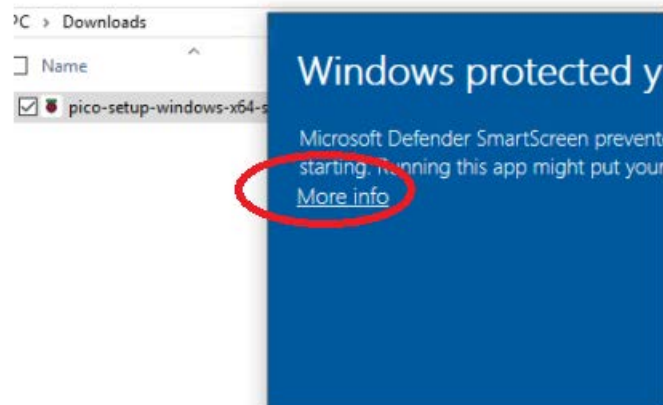 PC > Downloads
Name
pico-setup-windows-x64-s
Windows protected y
Microsoft Defender SmartScreen prevente
starting. Running this app might put your
More info